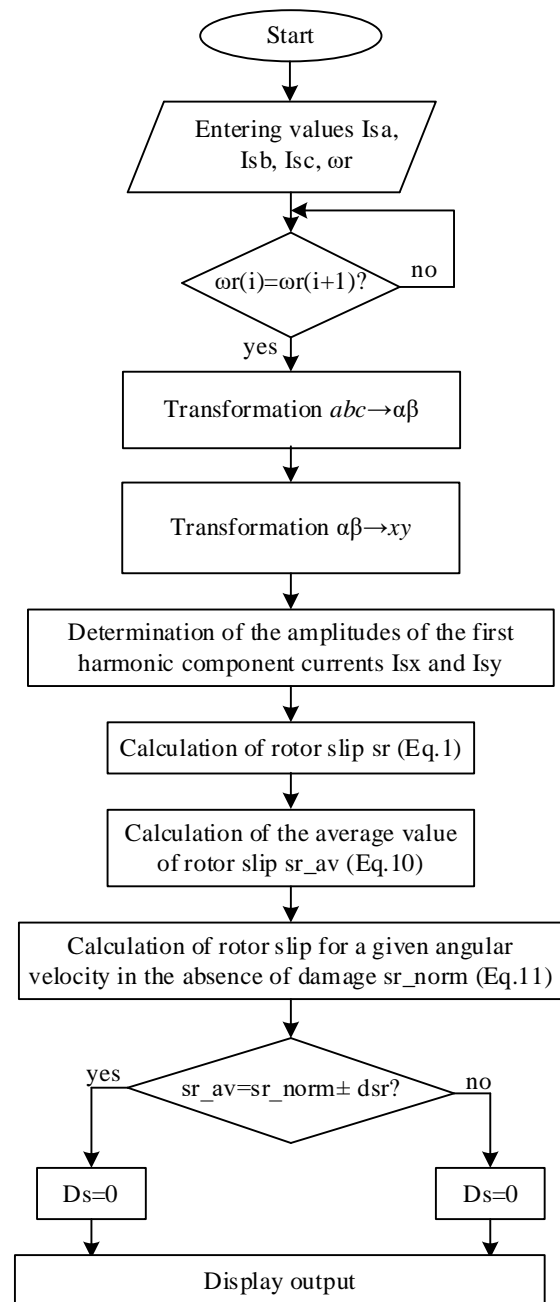 Start
Entering values Isa,
Isb, Isc, ωr
ωr(i)=ωr(i+1)?
no
yes
Transformation abc→αβ
Transformation αβ→xy
Determination of the amplitudes of the first
harmonic component currents Isx and Isy
Calculation of rotor slip sr (Eq.1)
Calculation of the average value
of rotor slip sr_av (Eq.10)
Calculation of rotor slip for a given angular
velocity in the absence of damage sr_norm (Eq.11)
yes
sr_av=sr_norm± dsr?
no
Ds=0
Ds=0
Display output